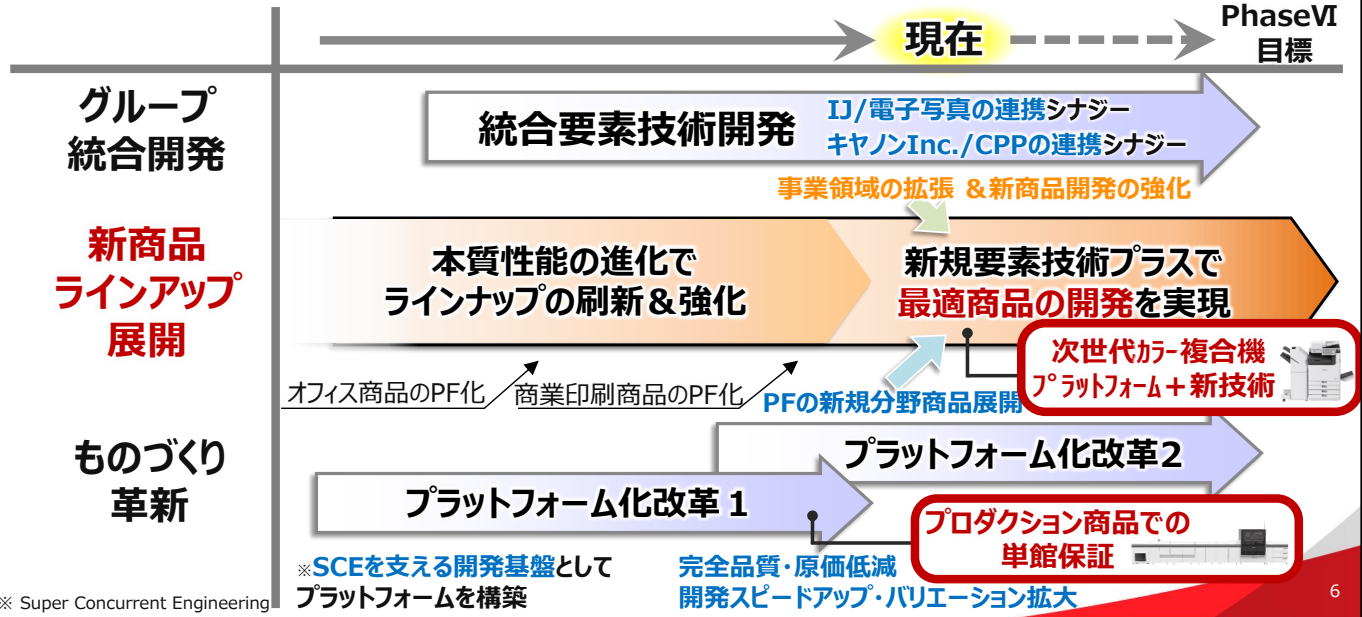 現在
PhaseⅥ
目標
グループ
統合開発
統合要素技術開発
IJ/電子写真の連携シナジー
キヤノンInc./CPPの連携シナジー
事業領域の拡張 &新商品開発の強化
新商品
ラインアップ
展開
本質性能の進化で
ラインナップの刷新&強化
新規要素技術プラスで
最適商品の開発を実現
次世代カラー複合機
プラットフォーム+新技術
オフィス商品のPF化
商業印刷商品のPF化
PFの新規分野商品展開
ものづくり
革新
プラットフォーム化改革2
プラットフォーム化改革1
プロダクション商品での
単館保証
※SCEを支える開発基盤として
プラットフォームを構築
完全品質・原価低減
開発スピードアップ・バリエーション拡大
※ Super Concurrent Engineering
6